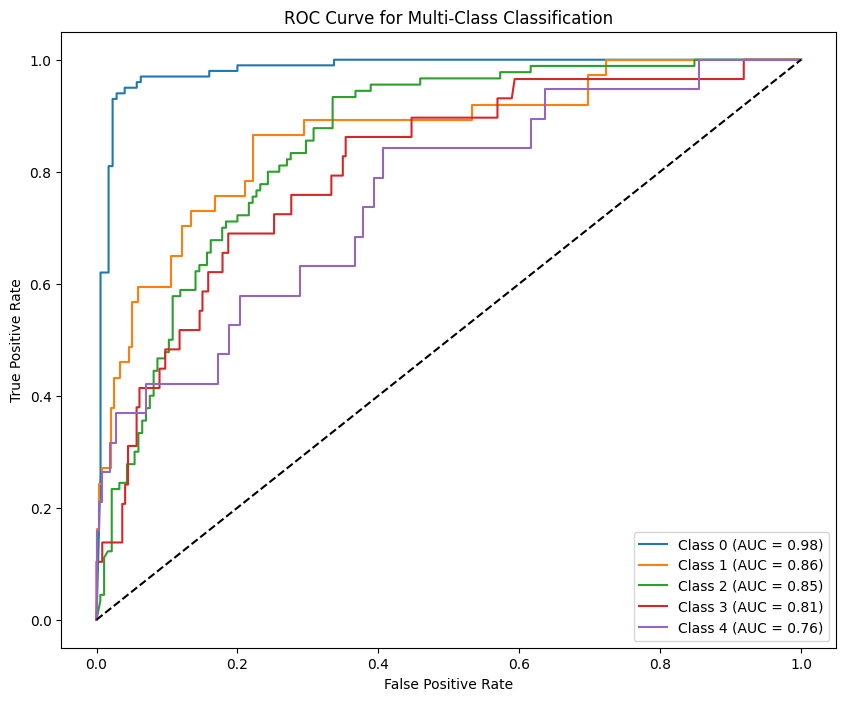 ROC Curve for Multi-Class Classification
True Positive Rate
1.0
0.8
0.6
0.4
0.2
0.0
Class 0 (AUC = 0.98)
Class 1 (AUC = 0.86)
Class 2 (AUC = 0.85)
Class 3 (AUC = 0.81)
Class 4 (AUC = 0.76)
0.0 0.2 0.4 0.6 0.8 1.0
False Positive Rate